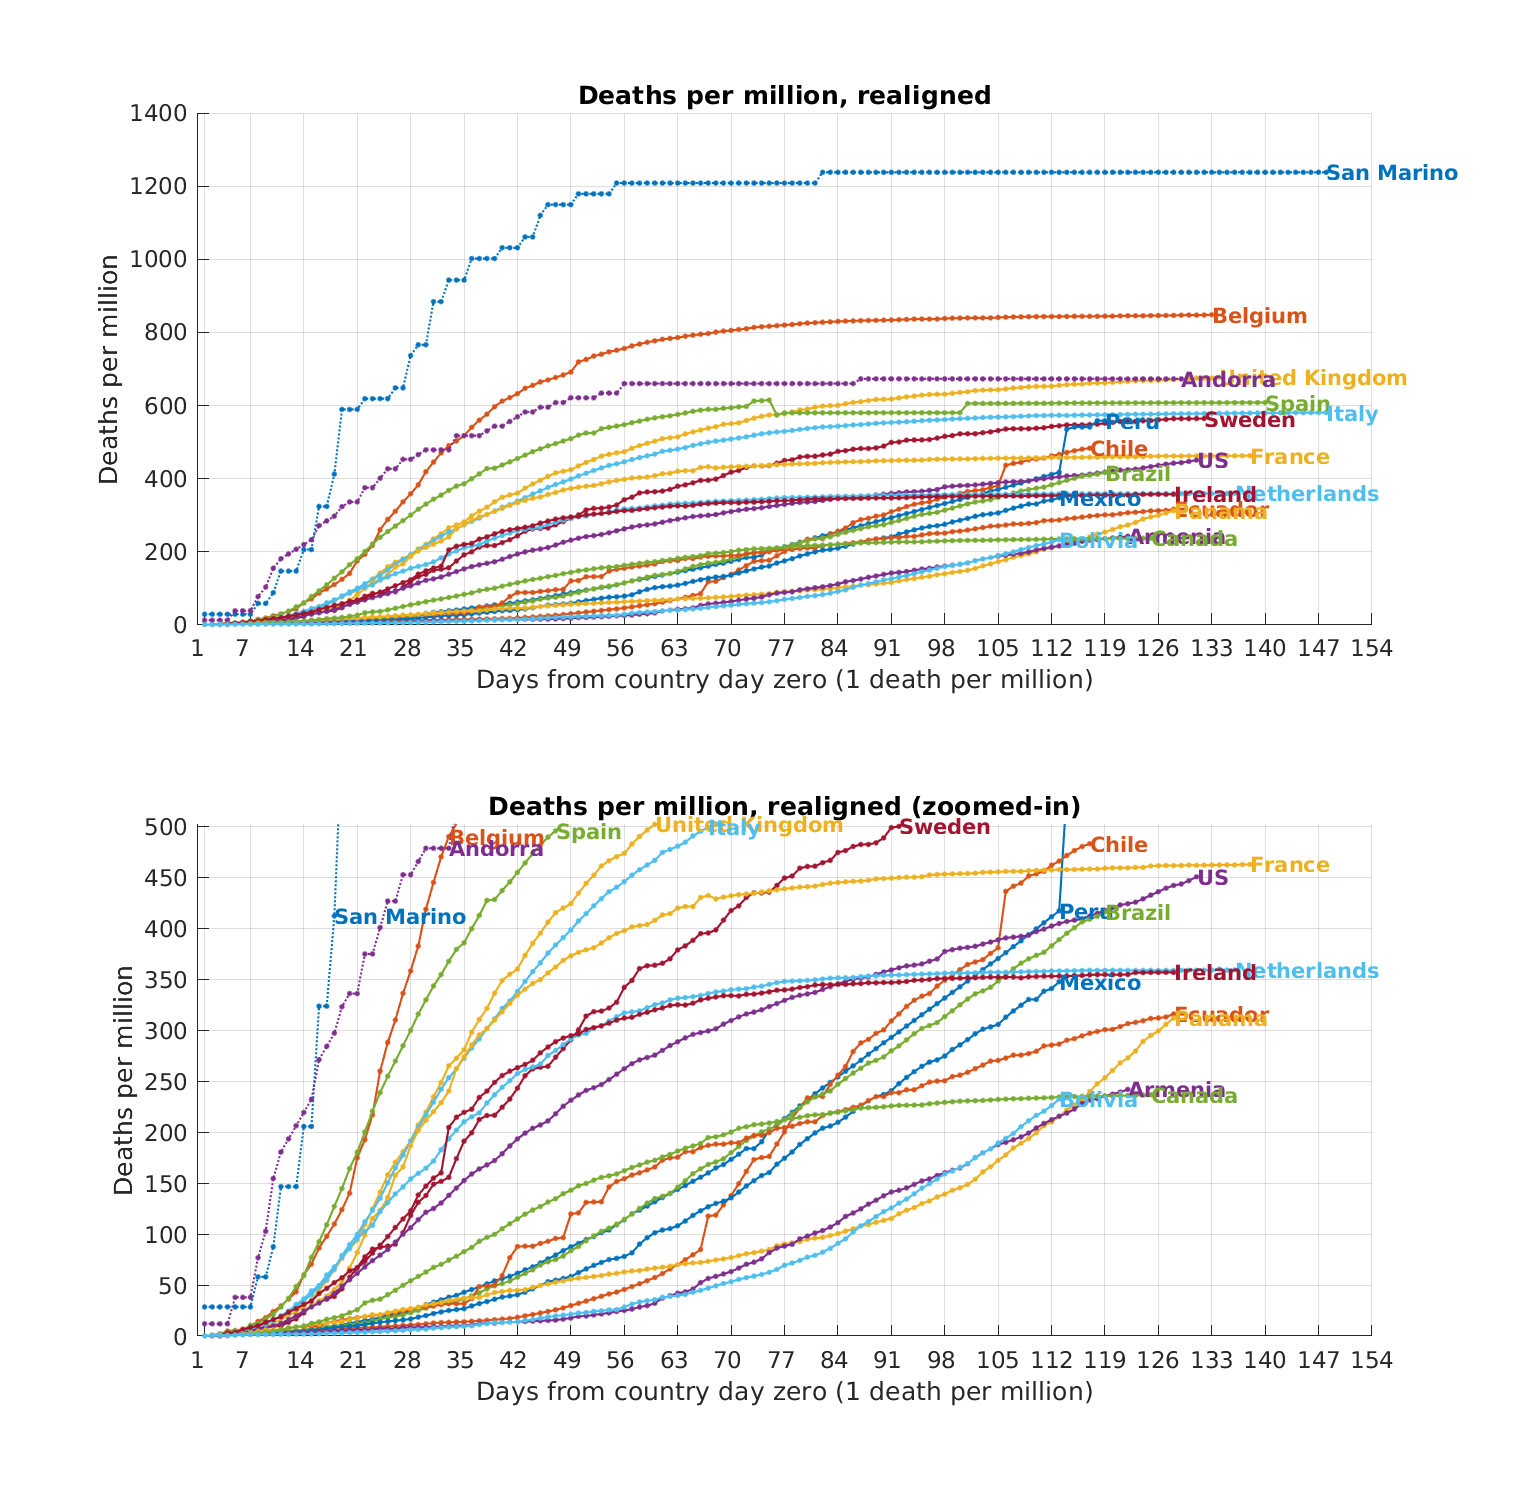 Deaths per million, realigned
1400
1200
1000
800
600
400
200
0
Deaths per million
San Marino
Belgium
United Kingdom
Andorra
Spain
Italy
Sweden
Peru
Chile
France
US
Brazil
Netherlands
Ireland
Mexico
Ecuador
Panama
Armenia
Canada
Bolivia
1 7 14 21 28 35 42 49 56 63 70 77 84 91 98 105 112 119 126 133 140 147 154
Days from country day zero (1 death per million)
Deaths per million, realigned (zoomed-in)
500
450
400
350
300
250
200
150
100
50
0
Deaths per million
United Kingdom
Italy
Sweden
Spain
Belgium
Andorra
Chile
France
US
San Marino
Peru
Brazil
Netherlands
Ireland
Mexico
Ecuador
Panama
Armenia
Canada
Bolivia
1 7 14 21 28 35 42 49 56 63 70 77 84 91 98 105 112 119 126 133 140 147 154
Days from country day zero (1 death per million)